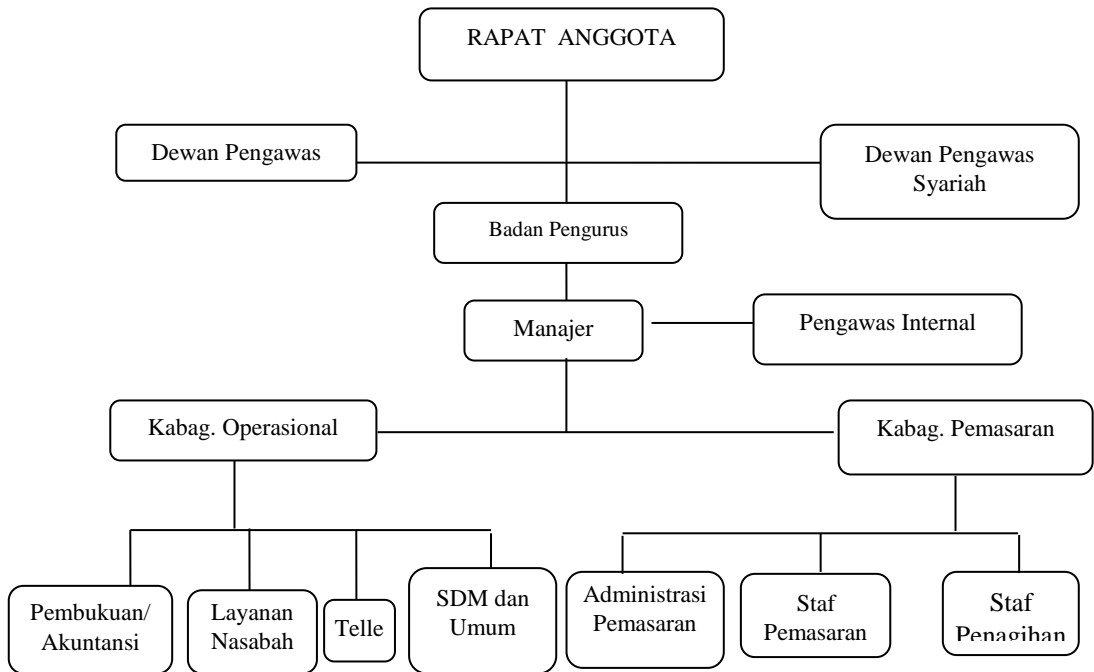 RAPAT ANGGOTA
Dewan Pengawas
Dewan Pengawas
Syariah
Badan Pengurus
Manajer
Pengawas Internal
Kabag. Operasional
Kabag. Pemasaran
Pembukuan/
Akuntansi
Layanan
Nasabah
Telle
SDM dan
Umum
Administrasi
Pemasaran
Staf
Pemasaran
Staf
Penagihan